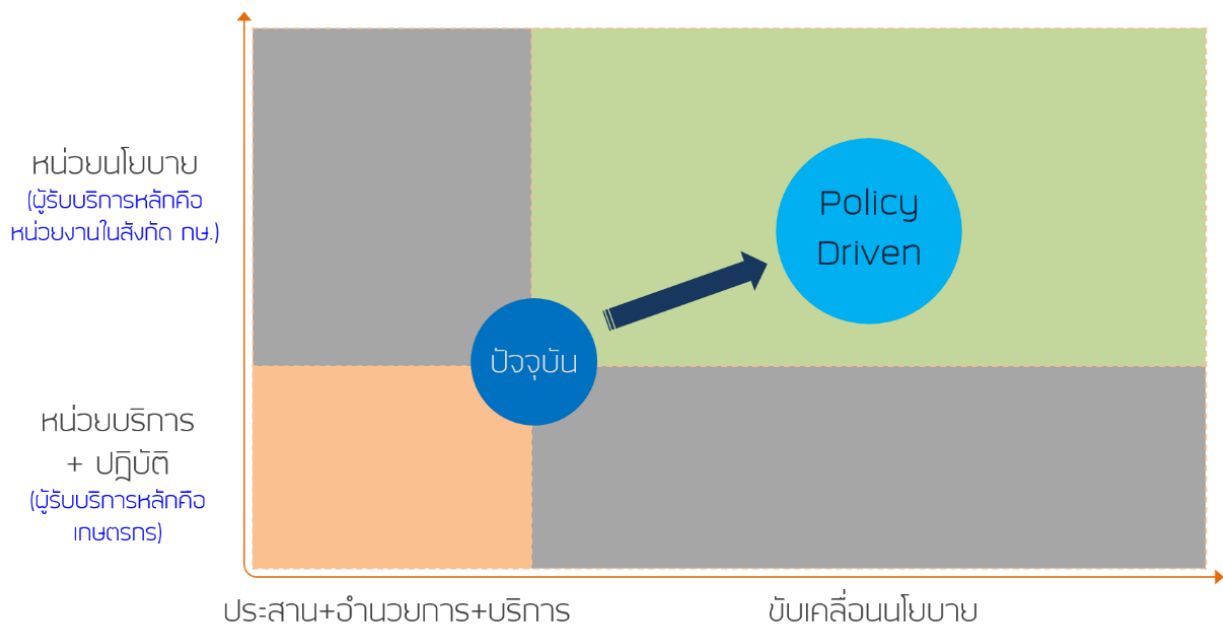 หน่วยนโยบาย
(ผู้รับบริการหลักคือ
หน่วยงานในสังกัด กษ.)
Policy
Driven
ปัจจุบัน
หน่วยบริการ
+ ปฏิบัติ
(ผู้รับบริการหลักคือ
เกษตรกร)
ประสาน+อำนวยการ+บริการ
ขับเคลื่อนนโยบาย